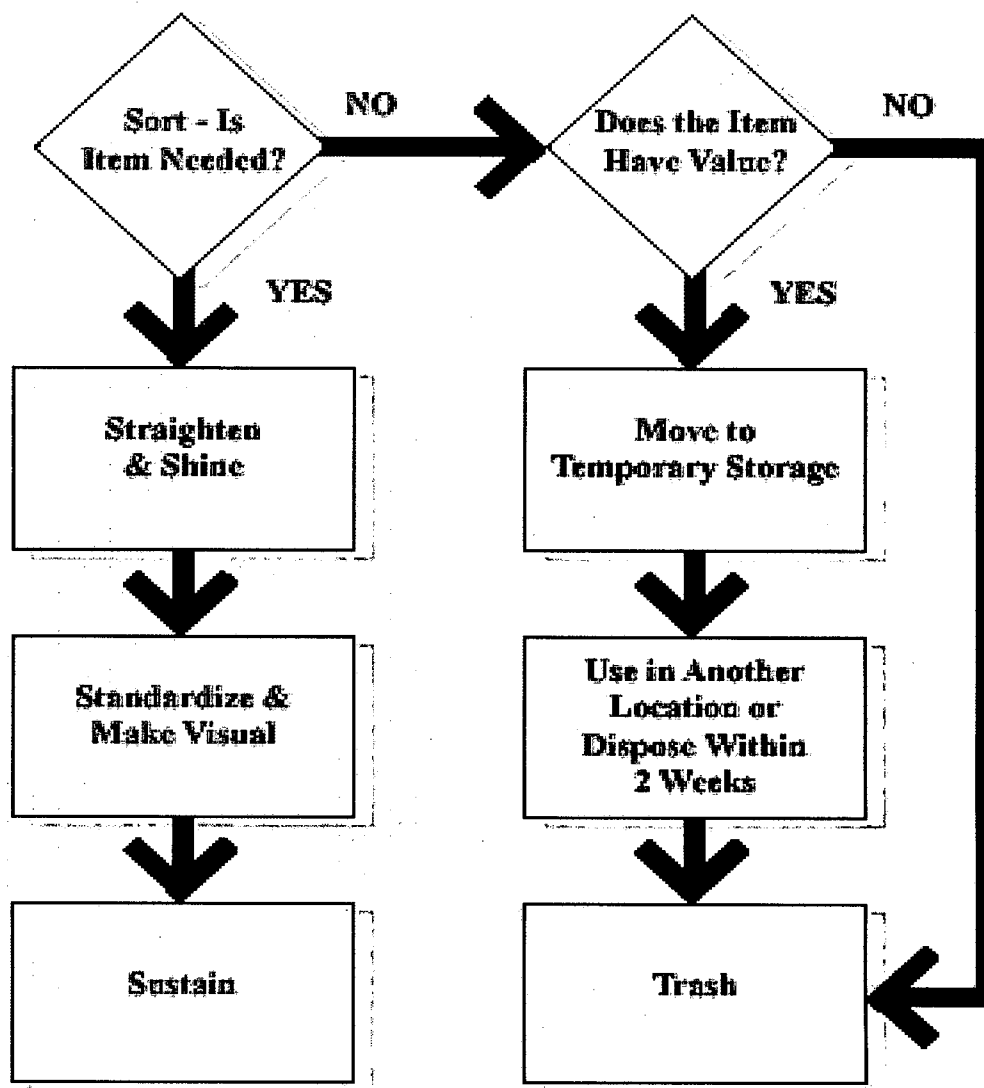 Sort - Is
Item Needed?
NO
Does the Item
Have Value?
NO
YES
YES
Straighten
& Shine
Move to
Temporary Storage
Standardize &
Make Visual
Use in Another
Location or
Dispose Within
2 Weeks
Sustain
Trash